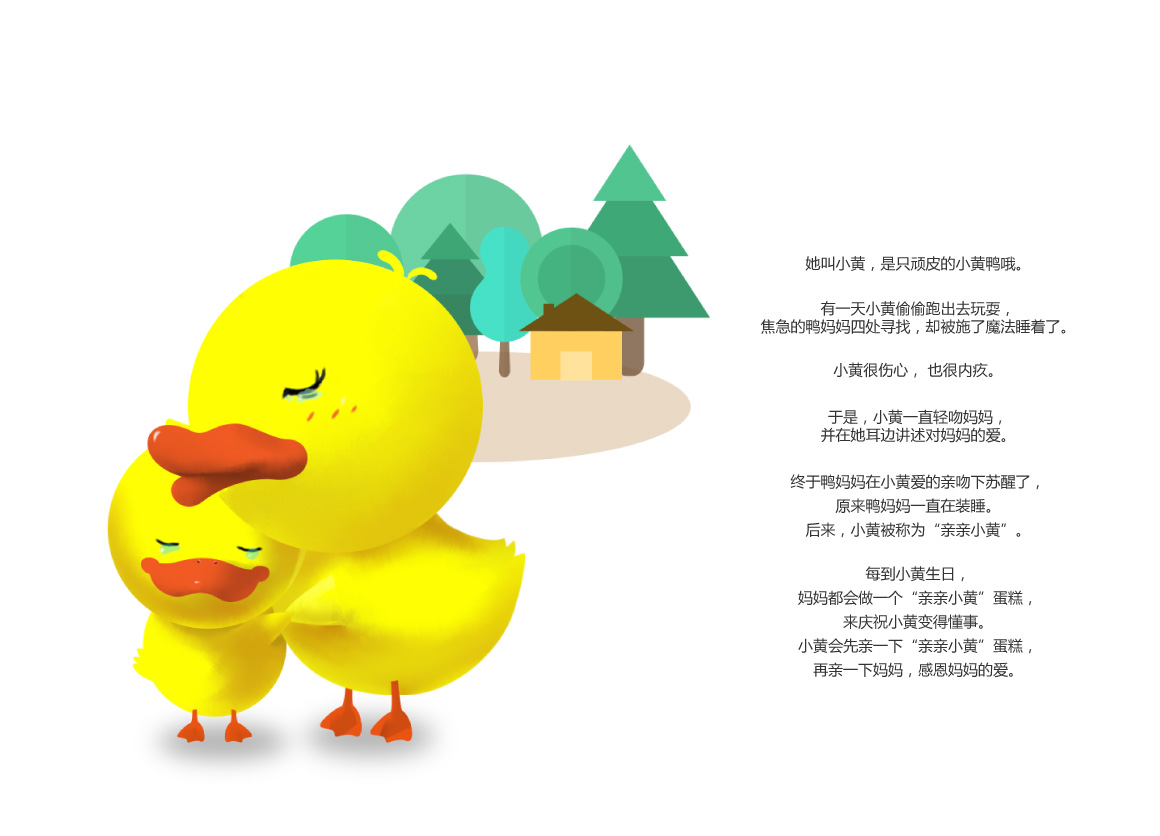 她叫小黄，是只顽皮的小黄鸭哦。
有一天小黄偷偷跑出去玩耍，
焦急的鸭妈妈四处寻找，却被施了魔法睡着了。
小黄很伤心， 也很内疚。
于是，小黄一直轻吻妈妈，
并在她耳边讲述对妈妈的爱。
终于鸭妈妈在小黄爱的亲吻下苏醒了，
原来鸭妈妈一直在装睡。
后来，小黄被称为“亲亲小黄”。
每到小黄生日，
妈妈都会做一个“亲亲小黄”蛋糕，
来庆祝小黄变得懂事。
小黄会先亲一下“亲亲小黄”蛋糕，
再亲一下妈妈，感恩妈妈的爱。